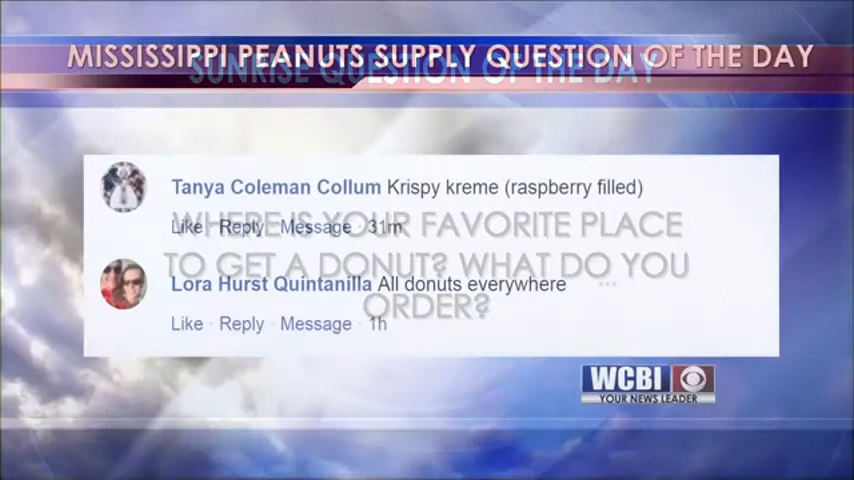 MISSISSIPPI PEANUTS SUPPLY QUESTION OF THE DAY
SUNRISE QUESTION OF THE DAY
Tanya Coleman Collum Krispy kreme (raspberry filled)
Like · Reply · Message · 31m
WHERE IS YOUR FAVORITE PLACE
TO GET A DONUT? WHAT DO YOU
ORDER?
Lora Hurst Quintanilla All donuts everywhere
...
Like · Reply · Message · 1h
WCBI
YOUR NEWS LEADER